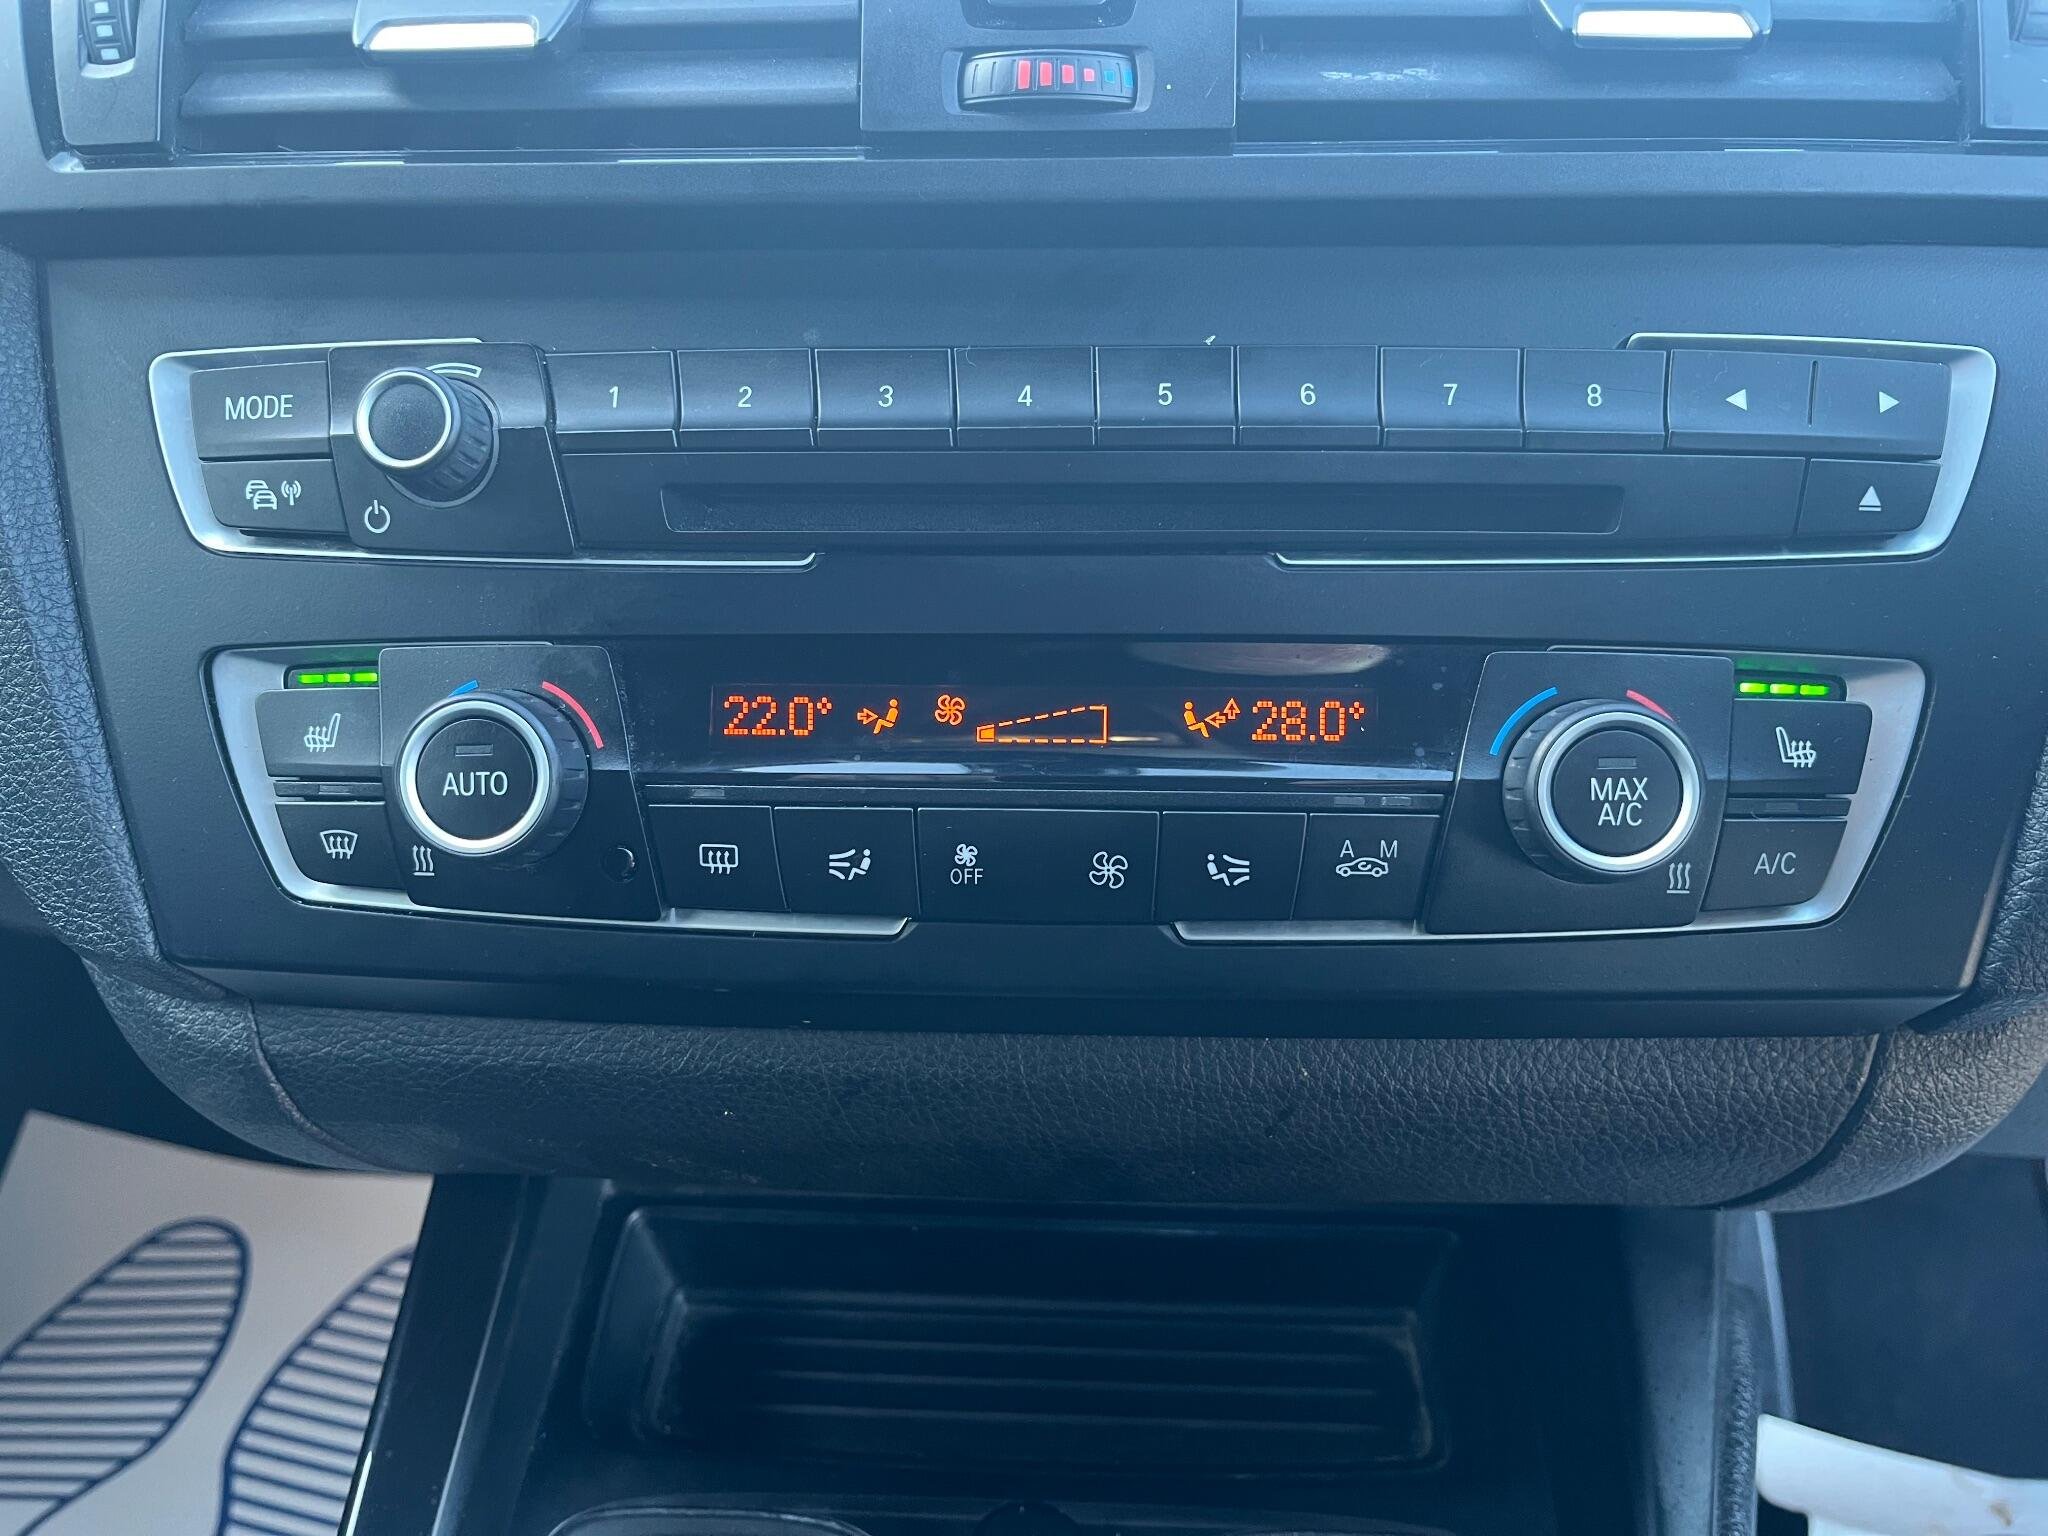 MODE 1 2 3 4 5 6 7 8
22.0° 28.0°
AUTO MAX
A/C
A M
OFF A/C